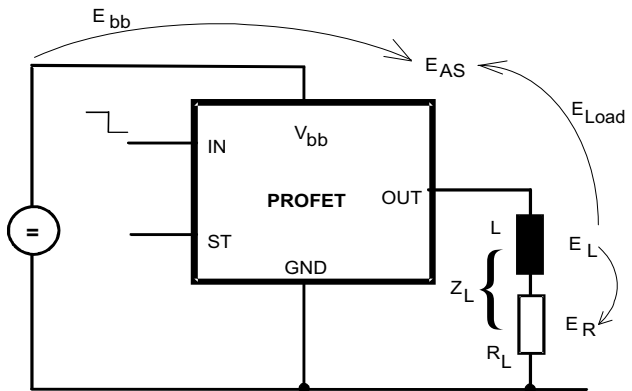 E bb
E AS
E Load
V bb
IN
PROFET
OUT
=
ST
L
E L
GND
Z L
{
E R
R L